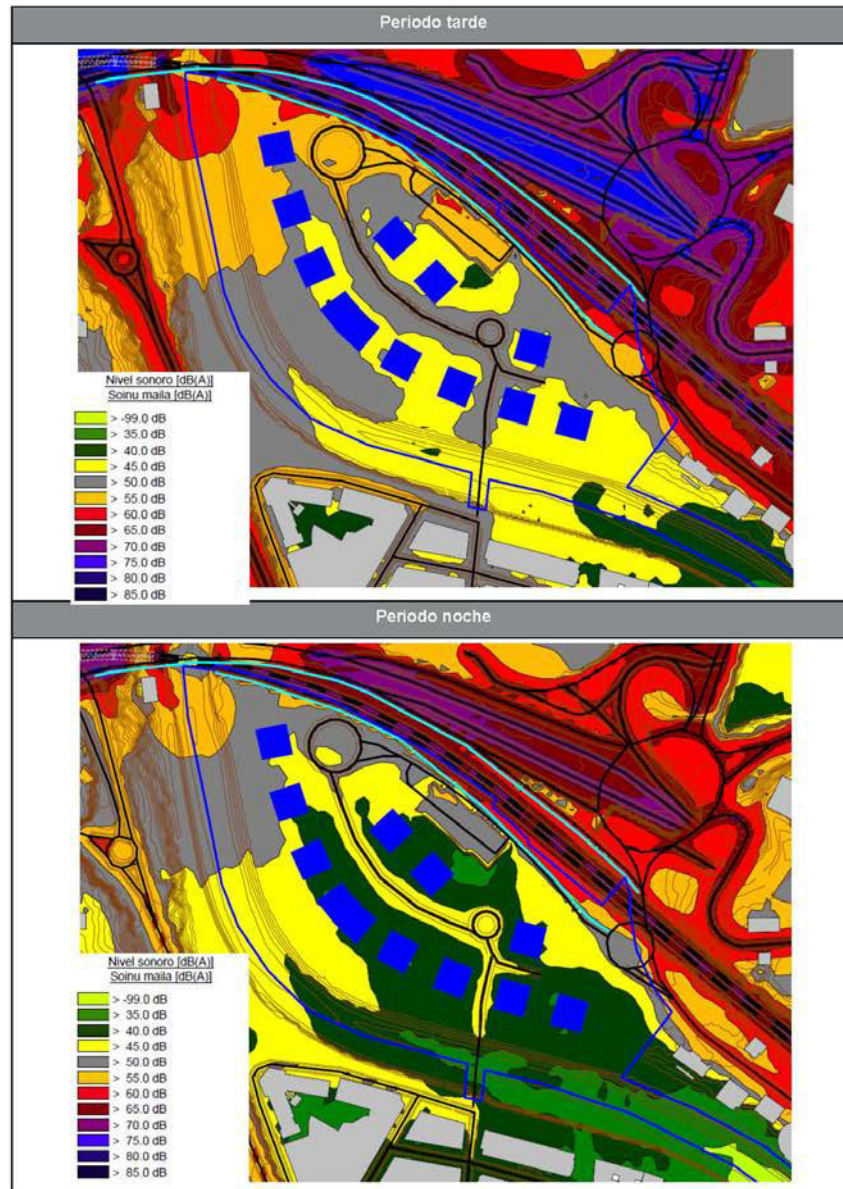 Periodo tarde
Nivel sonoro [dB(A)]
Soinu maila [dB(A)]
> -99.0 dB
> 35.0 dB
> 40.0 dB
> 45.0 dB
> 50.0 dB
> 55.0 dB
> 60.0 dB
> 65.0 dB
> 70.0 dB
> 75.0 dB
> 80.0 dB
> 85.0 dB
Periodo noche
Nivel sonoro [dB(A)]
Soinu maila [dB(A)]
> -99.0 dB
> 35.0 dB
> 40.0 dB
> 45.0 dB
> 50.0 dB
> 55.0 dB
> 60.0 dB
> 65.0 dB
> 70.0 dB
> 75.0 dB
> 80.0 dB
> 85.0 dB